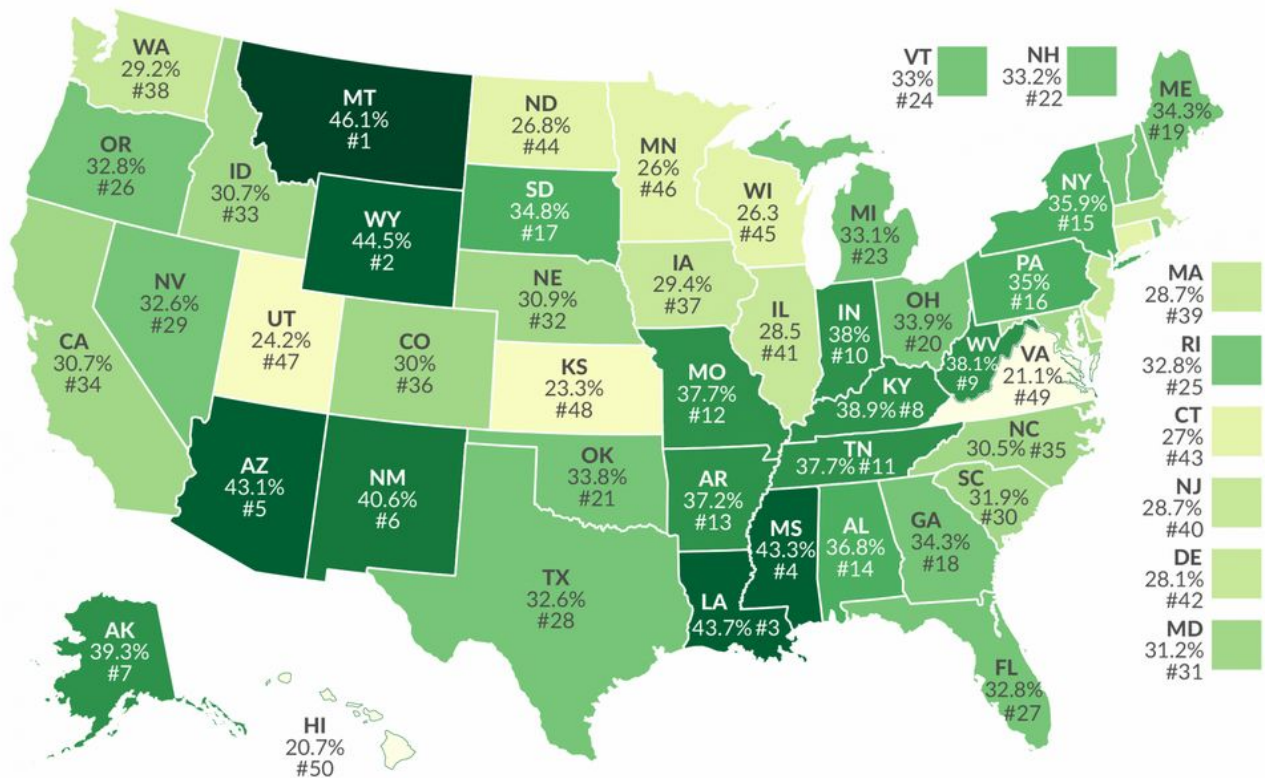 WA
29.2%
#38
MT
46.1%
#1
ND
26.8%
#44
MN
26%
#46
VT
33%
#24
NH
33.2%
#22
ME
34.3%
#19
OR
32.8%
#26
ID
30.7%
#33
WY
44.5%
#2
SD
34.8%
#17
WI
26.3
#45
MI
33.1%
#23
NY
35.9%
#15
NV
32.6%
#29
UT
24.2%
#47
CO
30%
#36
NE
30.9%
#32
IA
29.4%
#37
IL
28.5
#41
IN
38%
#10
OH
33.9%
#20
PA
35%
#16
MA
28.7%
#39
CA
30.7%
#34
KS
23.3%
#48
MO
37.7%
#12
KY
38.9% #8
WV
38.1%
#9
VA
21.1%
#49
RI
32.8%
#25
CT
27%
#43
AZ
43.1%
#5
NM
40.6%
#6
OK
33.8%
#21
AR
37.2%
#13
TN
37.7% #11
NC
30.5% #35
SC
31.9%
#30
NJ
28.7%
#40
TX
32.6%
#28
LA
43.7% #3
MS
43.3%
#4
AL
36.8%
#14
GA
34.3%
#18
DE
28.1%
#42
MD
31.2%
#31
AK
39.3%
#7
HI
20.7%
#50
FL
32.8%
#27